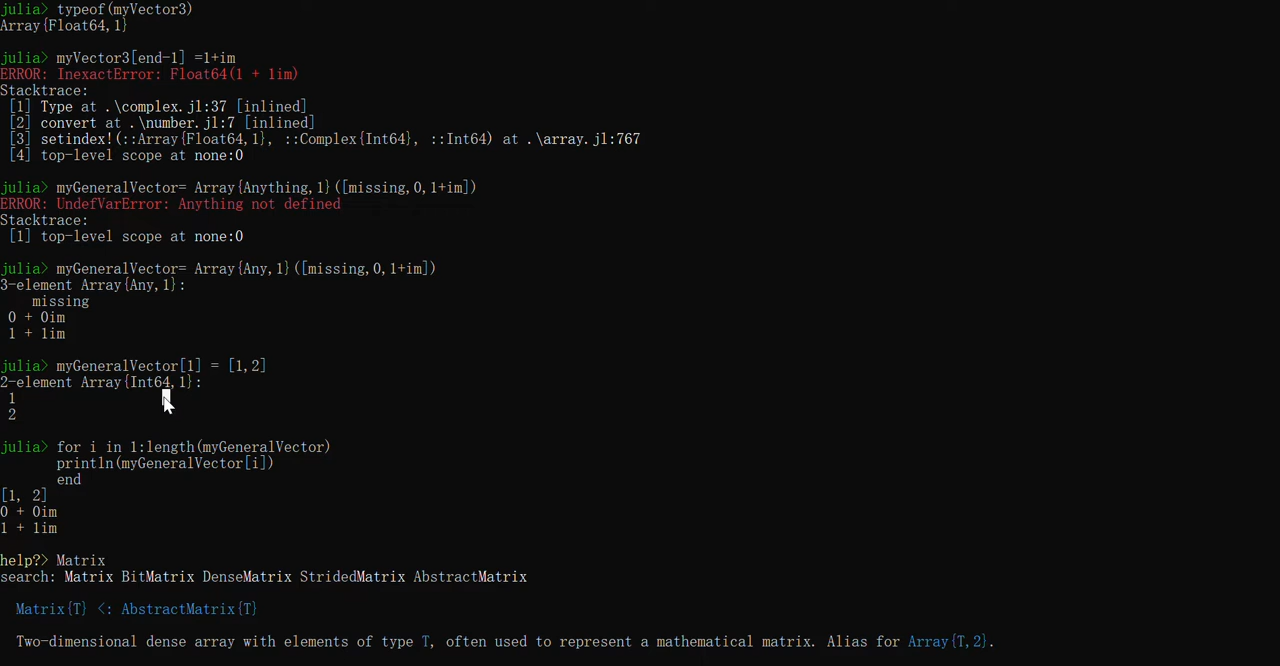 julia> typeof(myVector3)
Array{Float64,1}
julia> myVector3[end-1] =1+im
ERROR: InexactError: Float64(1 + 1im)
Stacktrace:
[1] Type at .\complex.jl:37 [inlined]
[2] convert at .\number.jl:7 [inlined]
[3] setindex!(::Array{Float64,1}, ::Complex{Int64}, ::Int64) at .\array.jl:767
[4] top-level scope at none:0
julia> myGeneralVector= Array{Anything,1}([missing,0,1+im])
ERROR: UndefVarError: Anything not defined
Stacktrace:
[1] top-level scope at none:0
julia> myGeneralVector= Array{Any,1}([missing,0,1+im])
3-element Array{Any,1}:
missing
0 + 0im
1 + 1im
julia> myGeneralVector[1] = [1,2]
2-element Array{Int64,1}:
1
2
julia> for i in 1:length(myGeneralVector)
println(myGeneralVector[i])
end
[1, 2]
0 + 0im
1 + 1im
help?> Matrix
search: Matrix BitMatrix DenseMatrix StridedMatrix AbstractMatrix
Matrix{T} <: AbstractMatrix{T}
Two-dimensional dense array with elements of type T, often used to represent a mathematical matrix. Alias for Array{T,2}.